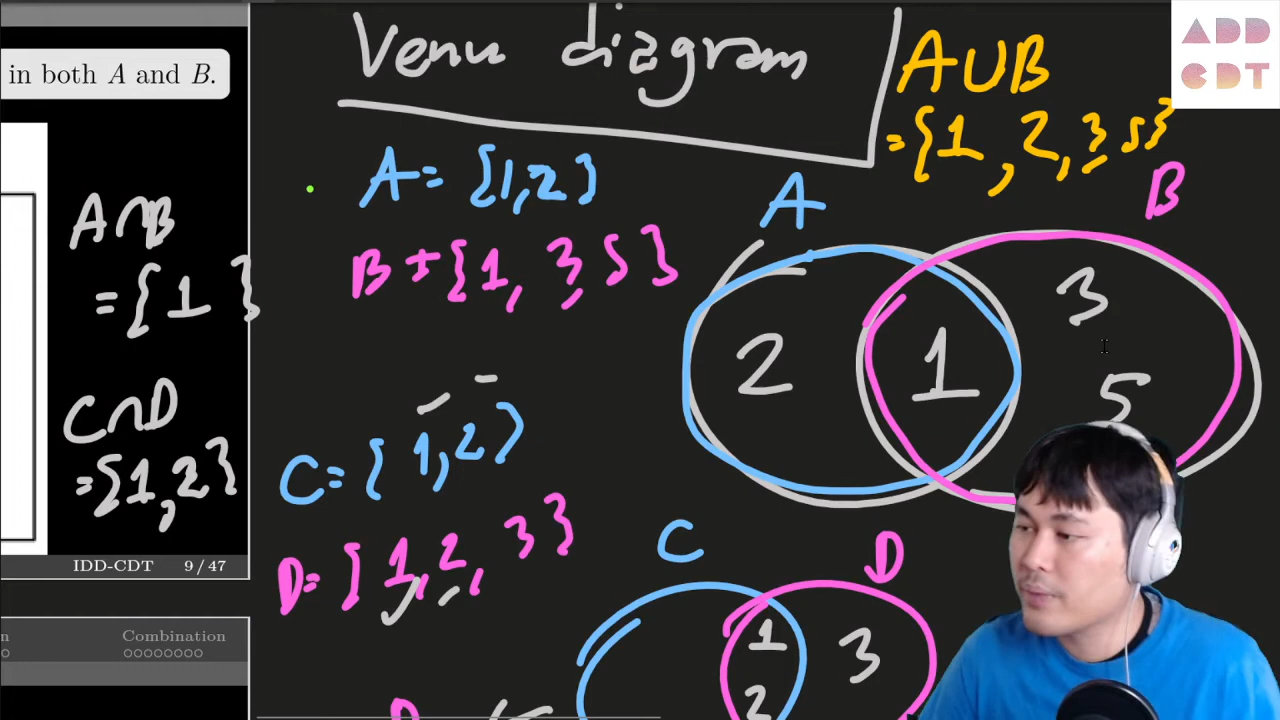 in both A and B.
A∩B
={1}
C∩D
={1,2}
IDD-CDT 9/47
Combination
Venn diagram
A∪B
={1,2,3 5}
A={1,2}
B={1,3 5}
C={1,2}
D={1,2,3}
A
B
2
1
3
5
C
D
1
3
2
ADD
CDT